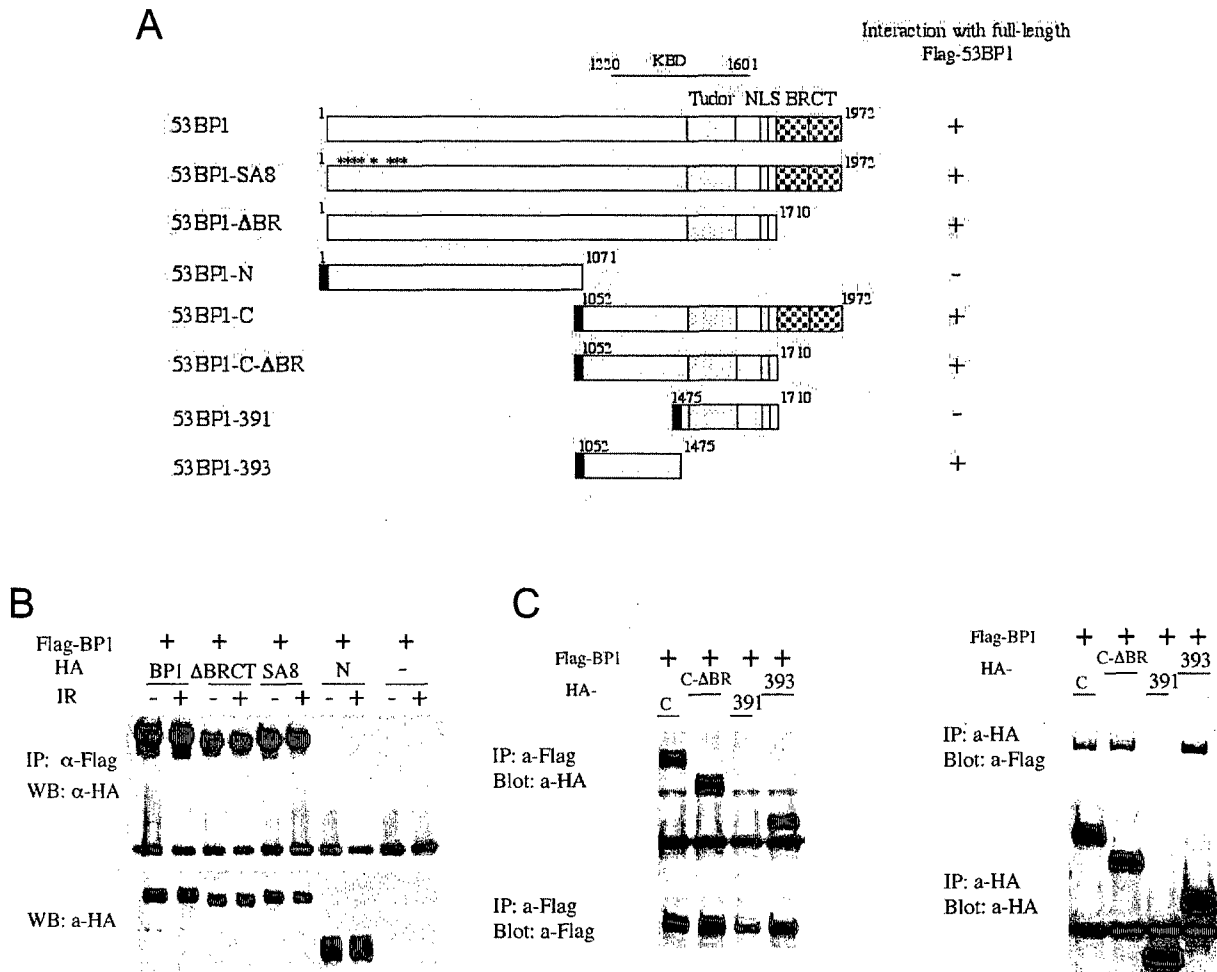 A
Interaction with full-length
Flag-53BP1
1220 KBD 1601
Tudor NLS BRCT
53BP1 1 1972 +
53BP1-SA8 1 **** * *** 1972 +
53BP1-ΔBR 1 1710 +
53BP1-N 1 1071 -
53BP1-C 1052 1972 +
53BP1-C-ΔBR 1052 1710 +
53BP1-391 1475 1710 -
53BP1-393 1052 1475 +
B
Flag-BP1 + + + + +
HA BP1 ΔBRCT SA8 N -
IR - + - + - + - + - +
IP: α-Flag
WB: α-HA
WB: a-HA
C
Flag-BP1 + + + +
HA- C C-ΔBR 391 393
IP: a-Flag
Blot: a-HA
IP: a-Flag
Blot: a-Flag
Flag-BP1 + + + +
HA- C C-ΔBR 391 393
IP: a-HA
Blot: a-Flag
IP: a-HA
Blot: a-HA